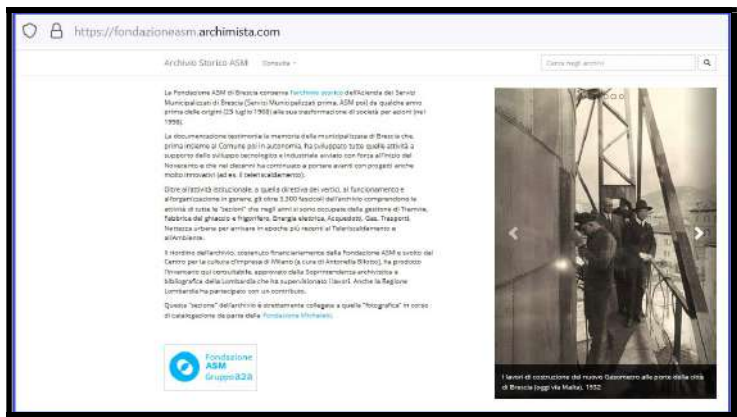 https://fondazioneasm.archimista.com
Archivio Storico ASM Consulta
Cerca negli archivi
La Fondazione ASM di Brescia conserva l'archivio storico dell'Azienda dei Servizi
Municipalizzati di Brescia (Servizi Municipalizzati prima, ASM poi) da qualche anno
prima delle origini (25 luglio 1908) alla sua trasformazione di società per azioni (nel
1998).
La documentazione testimonia la memoria della municipalizzata di Brescia che,
prima insieme al Comune poi in autonomia, ha sviluppato tutte quelle attività a
supporto dello sviluppo tecnologico e industriale avviato con forza all'inizio del
Novecento e che nei decenni ha continuato a portare avanti con progetti anche
molto innovativi (ad es. il teleriscaldamento).
Oltre all'attività istituzionale, a quella direttiva dei vertici, al funzionamento e
all'organizzazione in genere, gli oltre 3.300 fascicoli dell'archivio comprendono le
attività di tutte le "sezioni" che negli anni si sono occupate della gestione di Tramvie,
Fabbrica del ghiaccio e frigorifero, Energia elettrica, Acquedotti, Gas, Trasporti,
Nettezza urbana per arrivare in epoche più recenti al Teleriscaldamento e
all'Ambiente.
Il riordino dell'archivio, sostenuto finanziariamente dalla Fondazione ASM e svolto dal
Centro per la cultura d'impresa di Milano (a cura di Antonella Bilotto), ha prodotto
l'inventario qui consultabile, approvato dalla Soprintendenza archivistica e
bibliografica della Lombardia che ha supervisionato i lavori. Anche la Regione
Lombardia ha partecipato con un contributo.
Questa "sezione" dell'archivio è strettamente collegata a quella "fotografica" in corso
di catalogazione da parte della Fondazione Micheletti.
Fondazione
ASM
Gruppo a2a
I lavori di costruzione del nuovo Gasometro alle porte della città
di Brescia (oggi via Malta), 1932